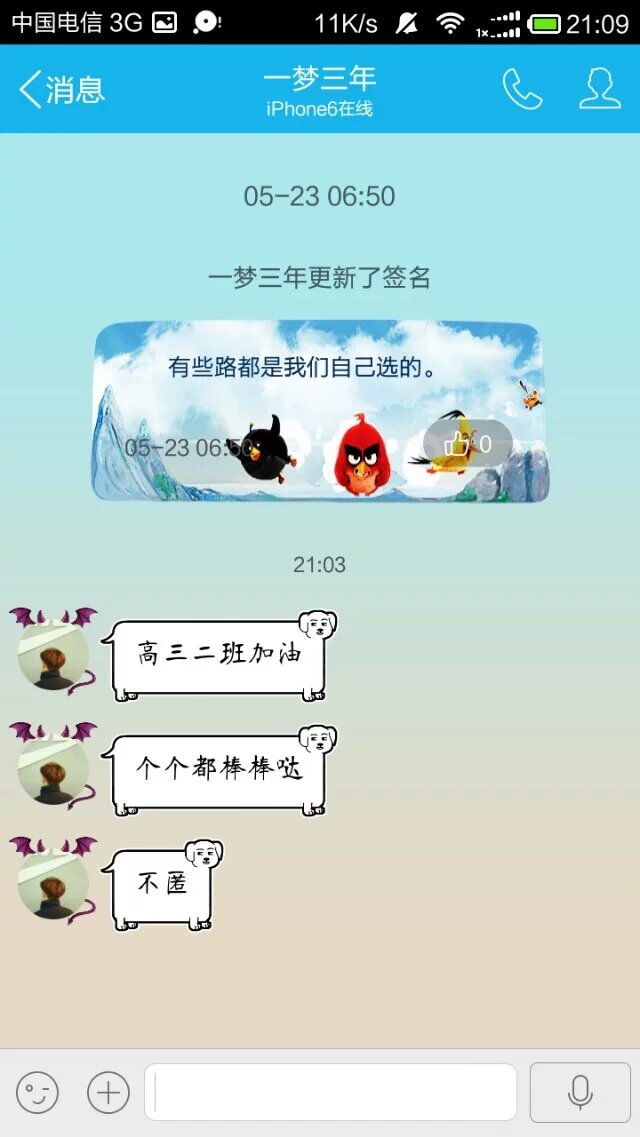 中国电信 3G 11K/s 1x 21:09
消息 一梦三年
iPhone6在线
05-23 06:50
一梦三年更新了签名
有些路都是我们自己选的。
05-23 06:50 0
21:03
高三二班加油
个个都棒棒哒
不匿